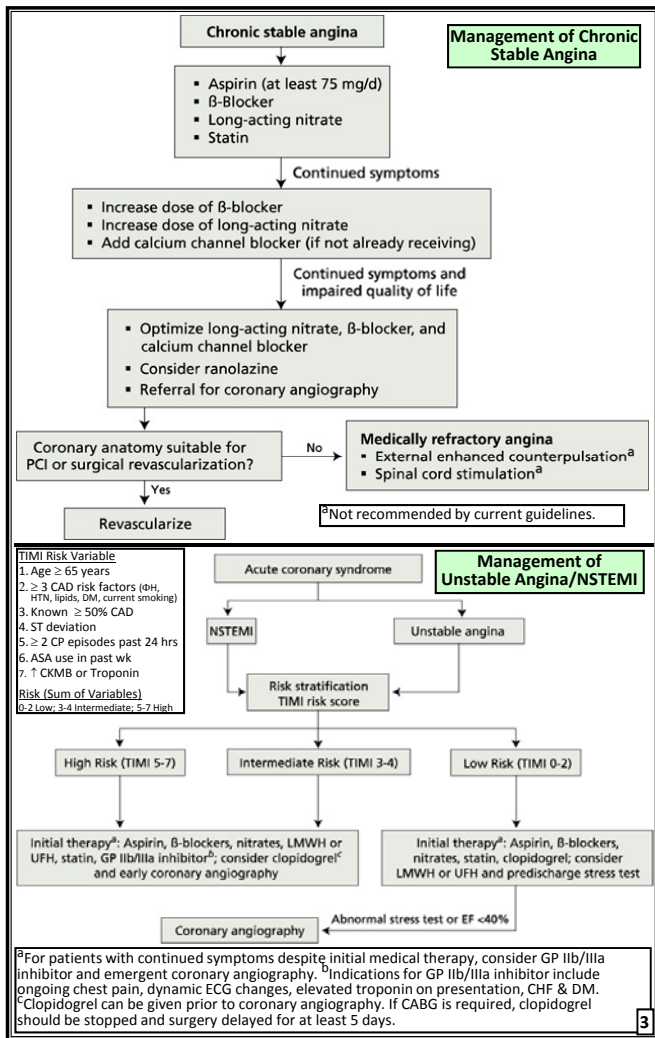 Chronic stable angina
Management of Chronic
Stable Angina
▪ Aspirin (at least 75 mg/d)
▪ ß-Blocker
▪ Long-acting nitrate
▪ Statin
Continued symptoms
▪ Increase dose of ß-blocker
▪ Increase dose of long-acting nitrate
▪ Add calcium channel blocker (if not already receiving)
Continued symptoms and
impaired quality of life
▪ Optimize long-acting nitrate, ß-blocker, and
calcium channel blocker
▪ Consider ranolazine
▪ Referral for coronary angiography
Coronary anatomy suitable for
PCI or surgical revascularization?
No
Medically refractory angina
▪ External enhanced counterpulsationᵃ
▪ Spinal cord stimulationᵃ
Yes
Revascularize
ᵃNot recommended by current guidelines.
TIMI Risk Variable
1. Age ≥ 65 years
2. ≥ 3 CAD risk factors (ΦH,
HTN, lipids, DM, current smoking)
3. Known ≥ 50% CAD
4. ST deviation
5. ≥ 2 CP episodes past 24 hrs
6. ASA use in past wk
7. ↑ CKMB or Troponin
Risk (Sum of Variables)
0-2 Low; 3-4 Intermediate; 5-7 High
Management of
Unstable Angina/NSTEMI
Acute coronary syndrome
NSTEMI
Unstable angina
Risk stratification
TIMI risk score
High Risk (TIMI 5-7)
Intermediate Risk (TIMI 3-4)
Low Risk (TIMI 0-2)
Initial therapyᵃ: Aspirin, ß-blockers, nitrates, LMWH or
UFH, statin, GP IIb/IIIa inhibitorᵇ; consider clopidogrelᶜ
and early coronary angiography
Initial therapyᵃ: Aspirin, ß-blockers,
nitrates, statin, clopidogrel; consider
LMWH or UFH and predischarge stress test
Coronary angiography
Abnormal stress test or EF <40%
ᵃFor patients with continued symptoms despite initial medical therapy, consider GP IIb/IIIa
inhibitor and emergent coronary angiography. ᵇIndications for GP IIb/IIIa inhibitor include
ongoing chest pain, dynamic ECG changes, elevated troponin on presentation, CHF & DM.
ᶜClopidogrel can be given prior to coronary angiography. If CABG is required, clopidogrel
should be stopped and surgery delayed for at least 5 days.
3